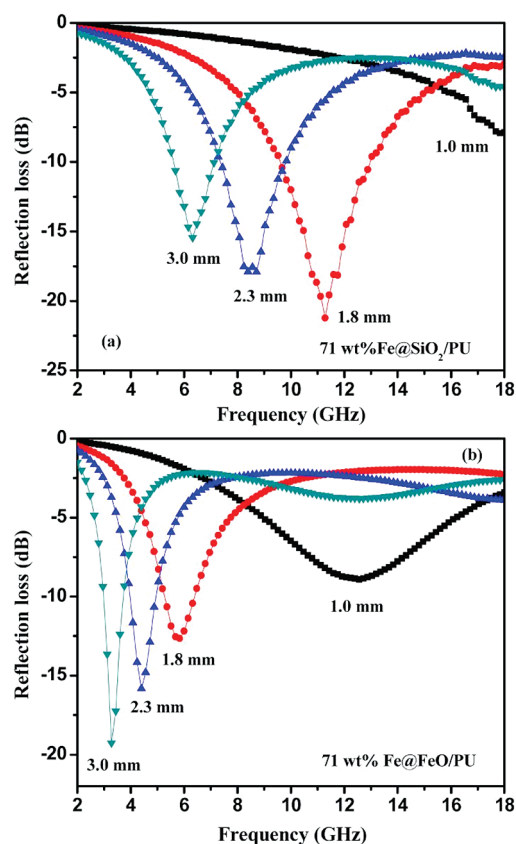 0
-5
-10
-15
-20
-25
Reflection loss (dB)
1.0 mm
3.0 mm
2.3 mm
1.8 mm
(a)
71 wt%Fe@SiO₂/PU
2 4 6 8 10 12 14 16 18
Frequency (GHz)
0
-5
-10
-15
-20
Reflection loss (dB)
(b)
1.0 mm
1.8 mm
2.3 mm
3.0 mm
71 wt% Fe@FeO/PU
2 4 6 8 10 12 14 16 18
Frequency (GHz)